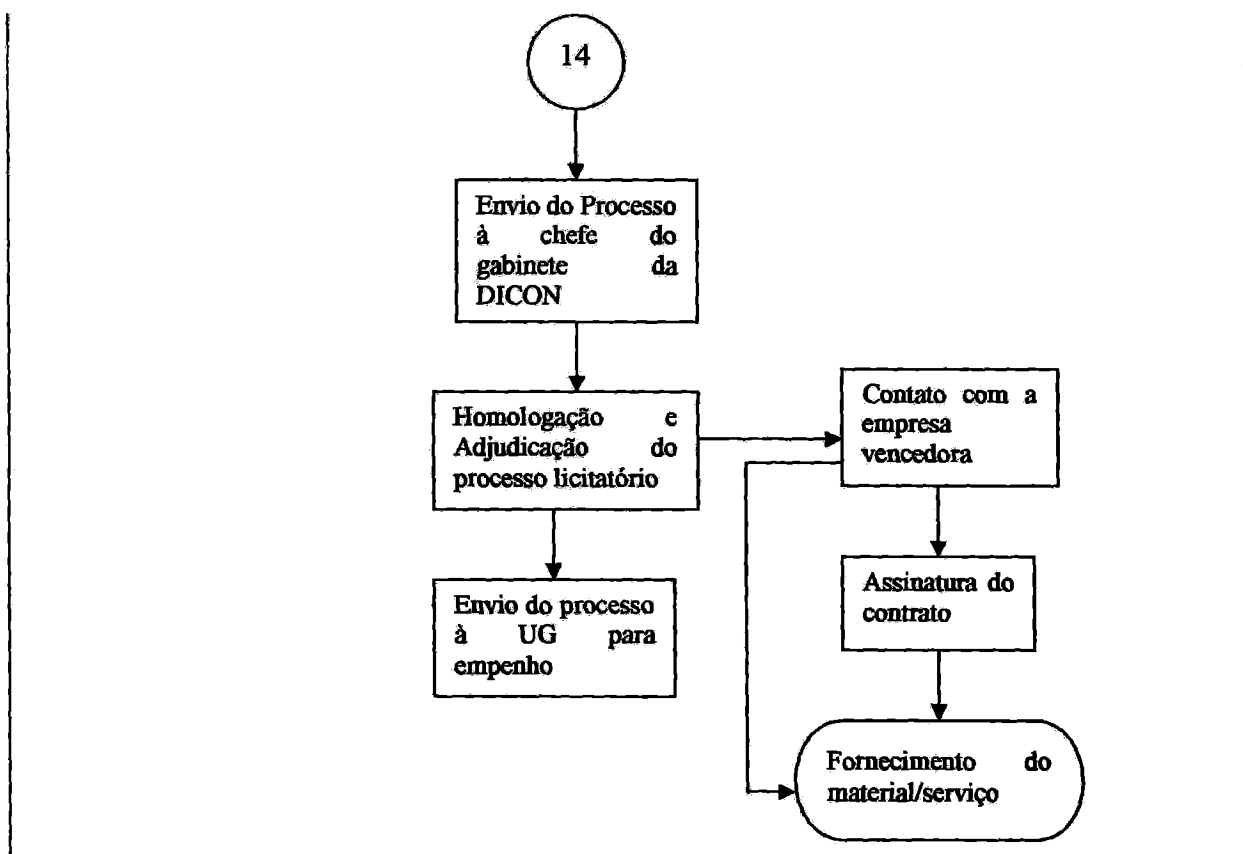 14
Envio do Processo
à chefe do
gabinete da
DICON
Homologação e
Adjudicação do
processo licitatório
Contato com a
empresa
vencedora
Envio do processo
à UG para
empenho
Assinatura do
contrato
Fornecimento do
material/serviço